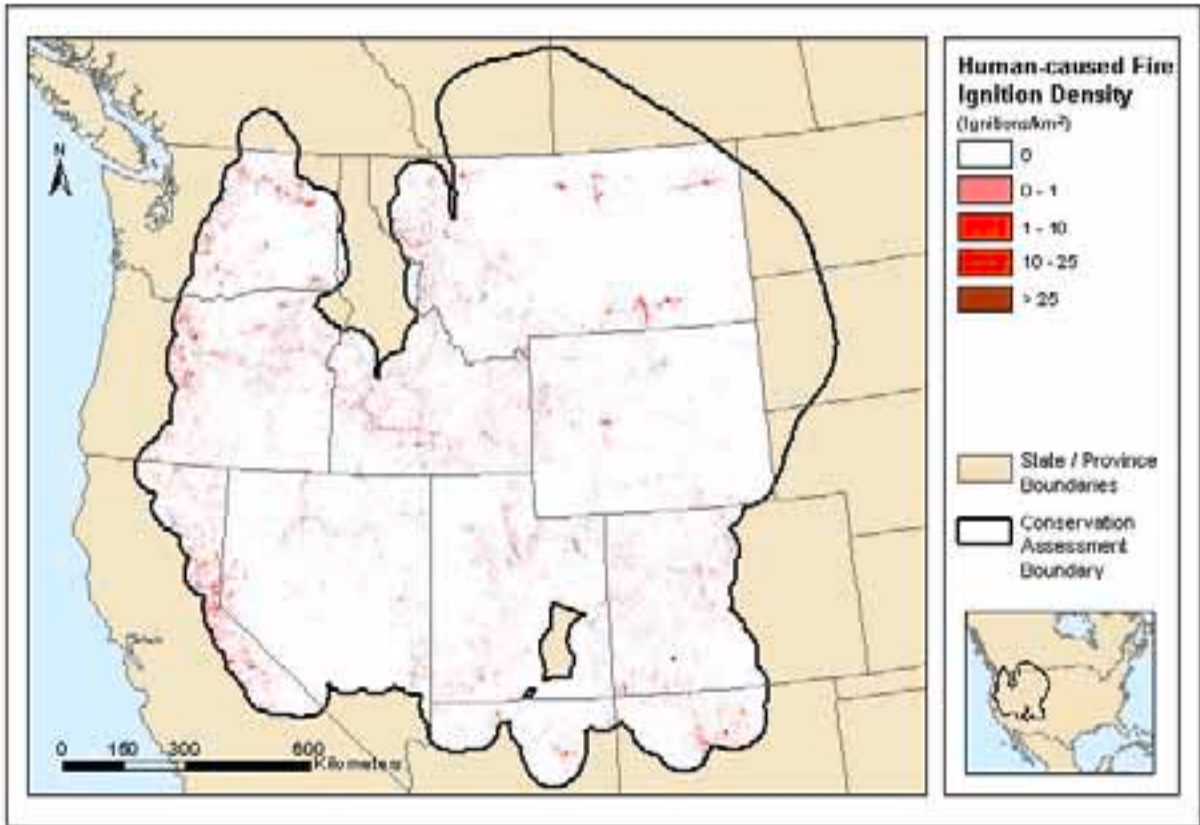 N
0 150 300 600
Kilometers
Human-caused Fire
Ignition Density
(Ignitions/km²)
0
0 - 1
1 - 10
10 - 25
> 25
State / Province
Boundaries
Conservation
Assessment
Boundary